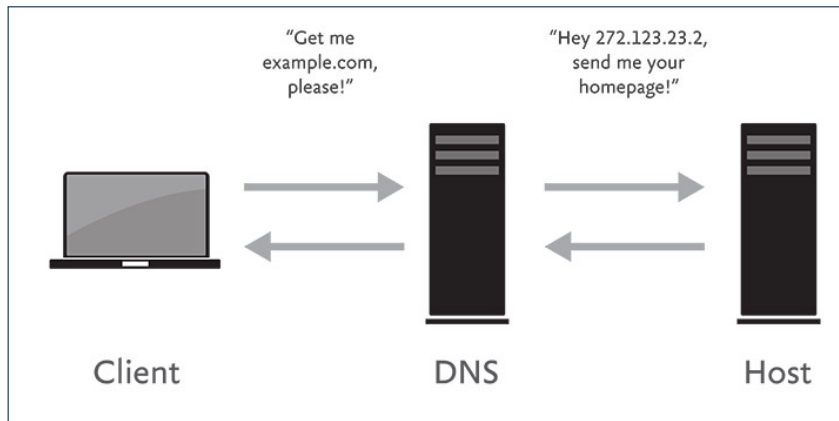 “Get me
example.com,
please!”
“Hey 272.123.23.2,
send me your
homepage!”
Client
DNS
Host